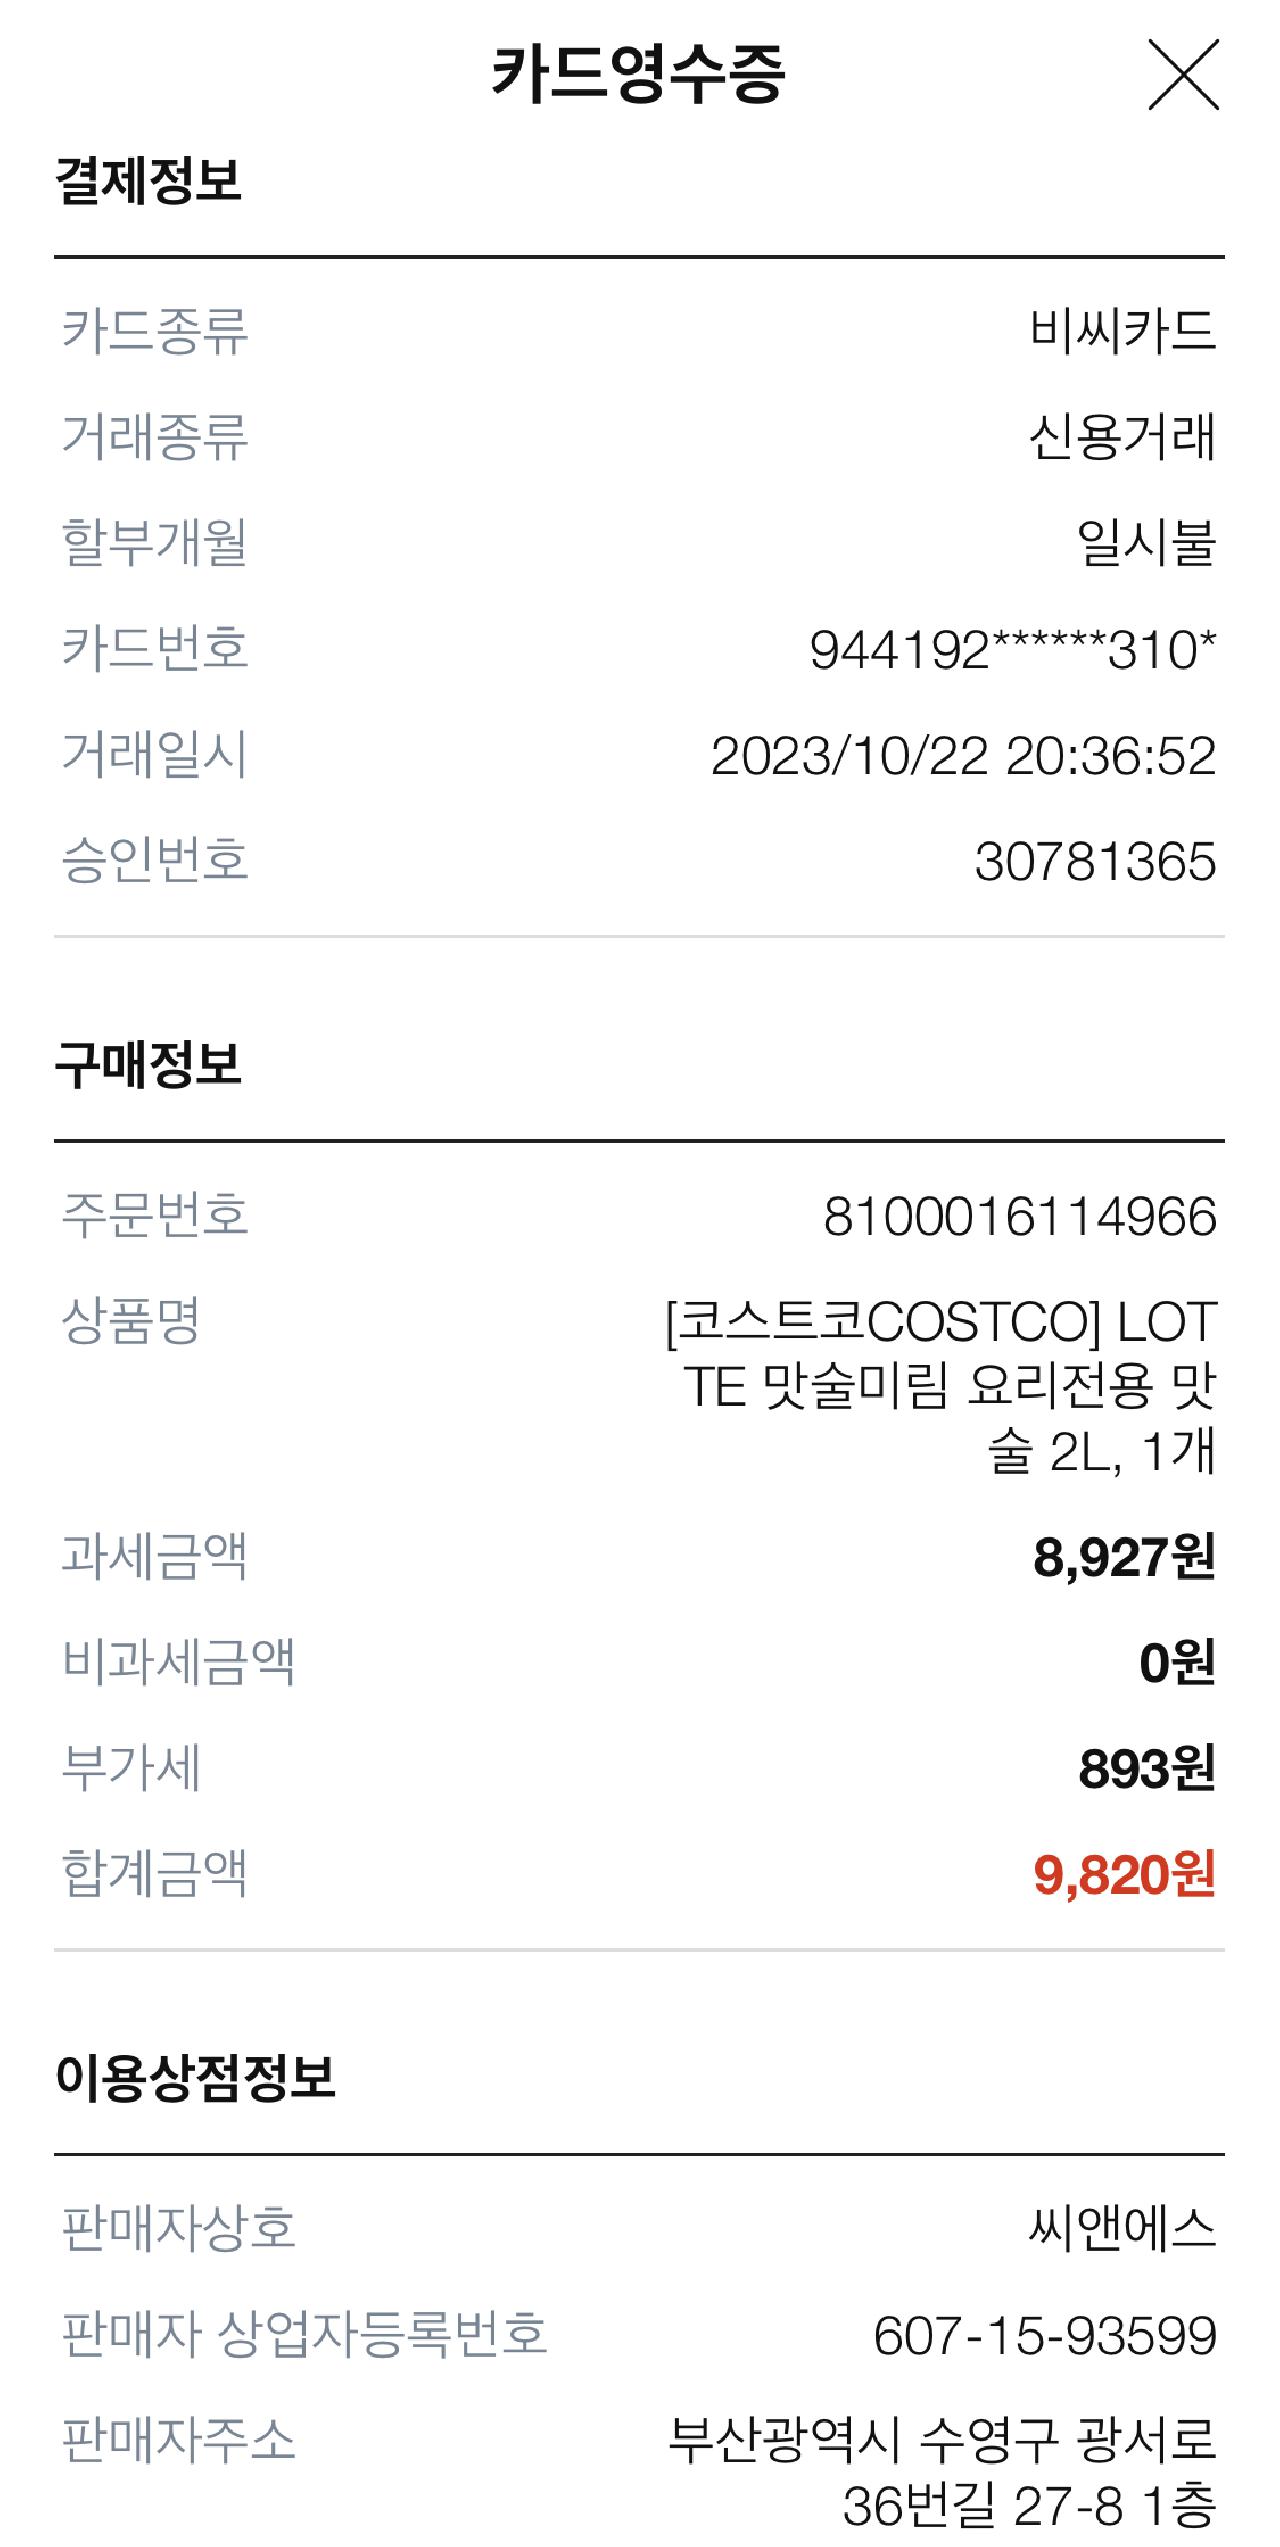 카드영수증
결제정보
카드종류 비씨카드
거래종류 신용거래
할부개월 일시불
카드번호 944192******310*
거래일시 2023/10/22 20:36:52
승인번호 30781365
구매정보
주문번호 8100016114966
상품명 [코스트코COSTCO] LOT
TE 맛술미림 요리전용 맛
술 2L, 1개
과세금액 8,927원
비과세금액 0원
부가세 893원
합계금액 9,820원
이용상점정보
판매자상호 씨앤에스
판매자 상업자등록번호 607-15-93599
판매자주소 부산광역시 수영구 광서로
36번길 27-8 1층